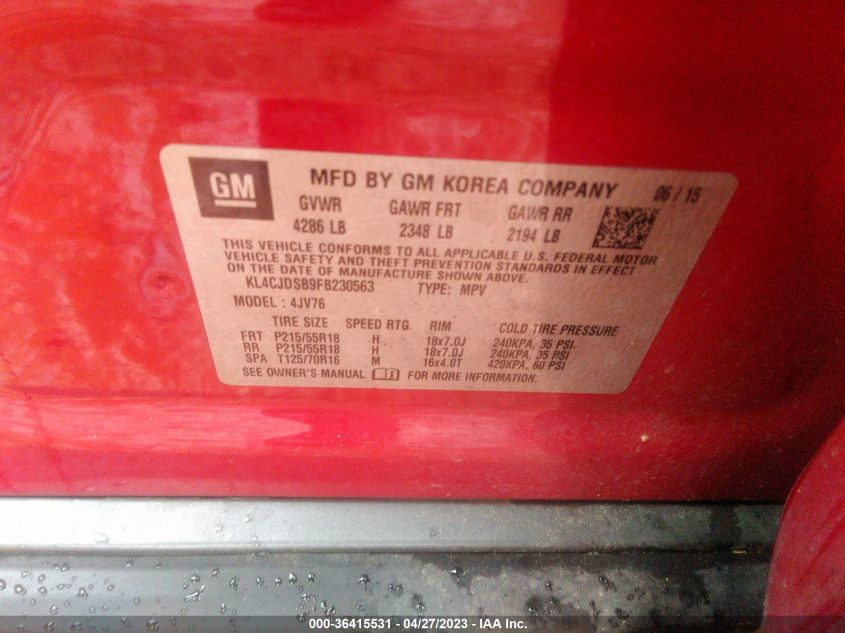 GM
MFD BY GM KOREA COMPANY 06 / 15
GVWR GAWR FRT GAWR RR
4286 LB 2348 LB 2194 LB
THIS VEHICLE CONFORMS TO ALL APPLICABLE U.S. FEDERAL MOTOR
VEHICLE SAFETY AND THEFT PREVENTION STANDARDS IN EFFECT
ON THE DATE OF MANUFACTURE SHOWN ABOVE.
KL4CJDSB9FB230563 TYPE: MPV
MODEL : 4JV76
TIRE SIZE SPEED RTG. RIM COLD TIRE PRESSURE
FRT P215/55R18 H 18x7.0J 240KPA, 35 PSI
RR P215/55R18 H 18x7.0J 240KPA, 35 PSI
SPA T125/70R16 M 16x4.0T 420KPA, 60 PSI
SEE OWNER'S MANUAL FOR MORE INFORMATION.
000-36415531 - 04/27/2023 - IAA Inc.